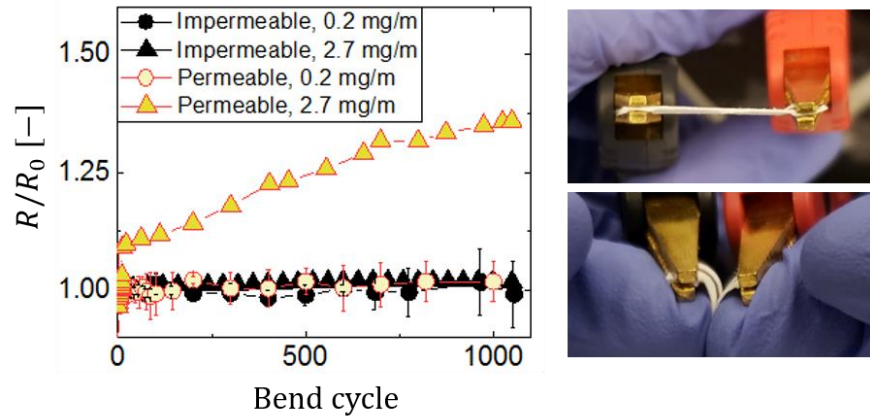 Impermeable, 0.2 mg/m
Impermeable, 2.7 mg/m
Permeable, 0.2 mg/m
Permeable, 2.7 mg/m
1.50
1.25
1.00
R/R₀ [−]
0
500
1000
Bend cycle